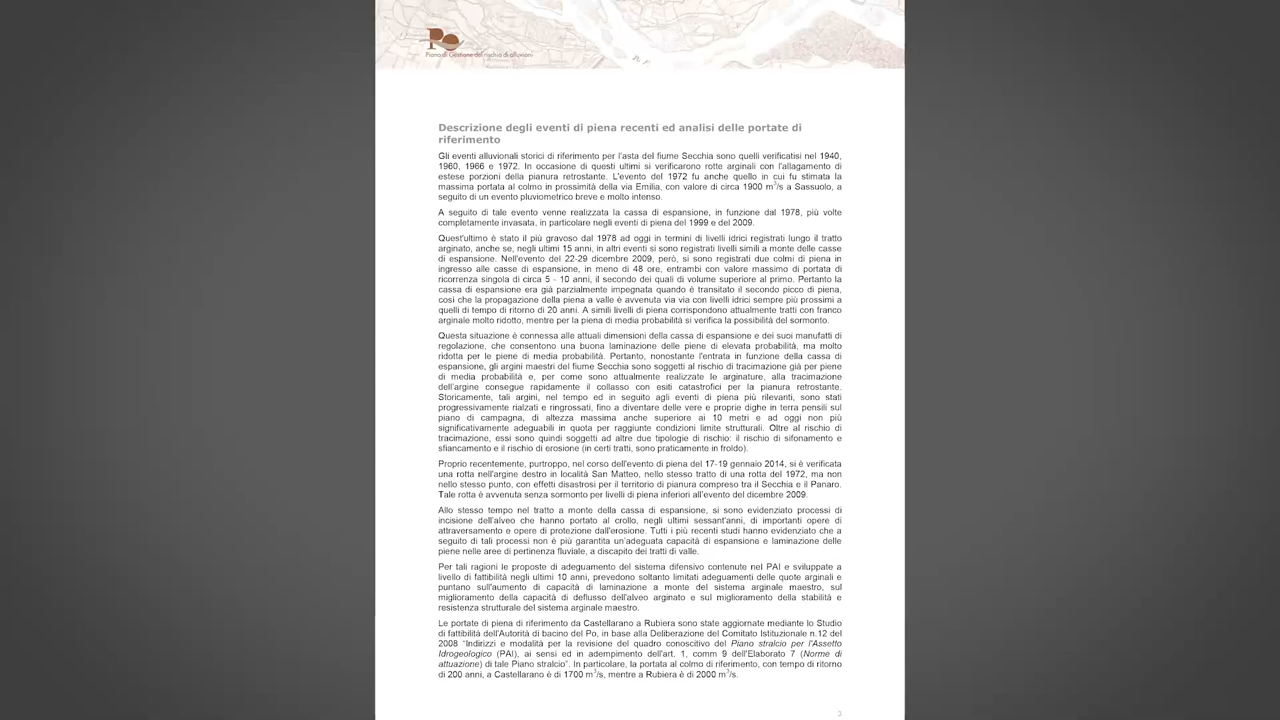 Po
Piano di Gestione del rischio di alluvioni
Descrizione degli eventi di piena recenti ed analisi delle portate di
riferimento
Gli eventi alluvionali storici di riferimento per l'asta del fiume Secchia sono quelli verificatisi nel 1940,
1960, 1966 e 1972. In occasione di questi ultimi si verificarono rotte arginali con l'allagamento di
estese porzioni della pianura retrostante. L'evento del 1972 fu anche quello in cui fu stimata la
massima portata al colmo in prossimità della via Emilia, con valore di circa 1900 m³/s a Sassuolo, a
seguito di un evento pluviometrico breve e molto intenso.
A seguito di tale evento venne realizzata la cassa di espansione, in funzione dal 1978, più volte
completamente invasata, in particolare negli eventi di piena del 1999 e del 2009.
Quest'ultimo è stato il più gravoso dal 1978 ad oggi in termini di livelli idrici registrati lungo il tratto
arginato, anche se, negli ultimi 15 anni, in altri eventi si sono registrati livelli simili a monte delle casse
di espansione. Nell'evento del 22-29 dicembre 2009, però, si sono registrati due colmi di piena in
ingresso alle casse di espansione, in meno di 48 ore, entrambi con valore massimo di portata di
ricorrenza singola di circa 5 - 10 anni, il secondo dei quali di volume superiore al primo. Pertanto la
cassa di espansione era già parzialmente impegnata quando è transitato il secondo picco di piena,
così che la propagazione della piena a valle è avvenuta via via con livelli idrici sempre più prossimi a
quelli di tempo di ritorno di 20 anni. A simili livelli di piena corrispondono attualmente tratti con franco
arginale molto ridotto, mentre per la piena di media probabilità si verifica la possibilità del sormonto.
Questa situazione è connessa alle attuali dimensioni della cassa di espansione e dei suoi manufatti di
regolazione, che consentono una buona laminazione delle piene di elevata probabilità, ma molto
ridotta per le piene di media probabilità. Pertanto, nonostante l'entrata in funzione della cassa di
espansione, gli argini maestri del fiume Secchia sono soggetti al rischio di tracimazione già per piene
di media probabilità e, per come sono attualmente realizzate le arginature, alla tracimazione
dell'argine consegue rapidamente il collasso con esiti catastrofici per la pianura retrostante.
Storicamente, tali argini, nel tempo ed in seguito agli eventi di piena più rilevanti, sono stati
progressivamente rialzati e ringrossati, fino a diventare delle vere e proprie dighe in terra pensili sul
piano di campagna, di altezza massima anche superiore ai 10 metri e ad oggi non più
significativamente adeguabili in quota per raggiunte condizioni limite strutturali. Oltre al rischio di
tracimazione, essi sono quindi soggetti ad altre due tipologie di rischio: il rischio di sifonamento e
sfiancamento e il rischio di erosione (in certi tratti, sono praticamente in froldo).
Proprio recentemente, purtroppo, nel corso dell'evento di piena del 17-19 gennaio 2014, si è verificata
una rotta nell'argine destro in località San Matteo, nello stesso tratto di una rotta del 1972, ma non
nello stesso punto, con effetti disastrosi per il territorio di pianura compreso tra il Secchia e il Panaro.
Tale rotta è avvenuta senza sormonto per livelli di piena inferiori all'evento del dicembre 2009.
Allo stesso tempo nel tratto a monte della cassa di espansione, si sono evidenziato processi di
incisione dell'alveo che hanno portato al crollo, negli ultimi sessant'anni, di importanti opere di
attraversamento e opere di protezione dall'erosione. Tutti i più recenti studi hanno evidenziato che a
seguito di tali processi non è più garantita un'adeguata capacità di espansione e laminazione delle
piene nelle aree di pertinenza fluviale, a discapito dei tratti di valle.
Per tali ragioni le proposte di adeguamento del sistema difensivo contenute nel PAI e sviluppate a
livello di fattibilità negli ultimi 10 anni, prevedono soltanto limitati adeguamenti delle quote arginali e
puntano sull'aumento di capacità di laminazione a monte del sistema arginale maestro, sul
miglioramento della capacità di deflusso dell'alveo arginato e sul miglioramento della stabilità e
resistenza strutturale del sistema arginale maestro.
Le portate di piena di riferimento da Castellarano a Rubiera sono state aggiornate mediante lo Studio
di fattibilità dell'Autorità di bacino del Po, in base alla Deliberazione del Comitato Istituzionale n.12 del
2008 "Indirizzi e modalità per la revisione del quadro conoscitivo del Piano stralcio per l'Assetto
Idrogeologico (PAI), ai sensi ed in adempimento dell'art. 1, comm 9 dell'Elaborato 7 (Norme di
attuazione) di tale Piano stralcio". In particolare, la portata al colmo di riferimento, con tempo di ritorno
di 200 anni, a Castellarano è di 1700 m³/s, mentre a Rubiera è di 2000 m³/s.
3